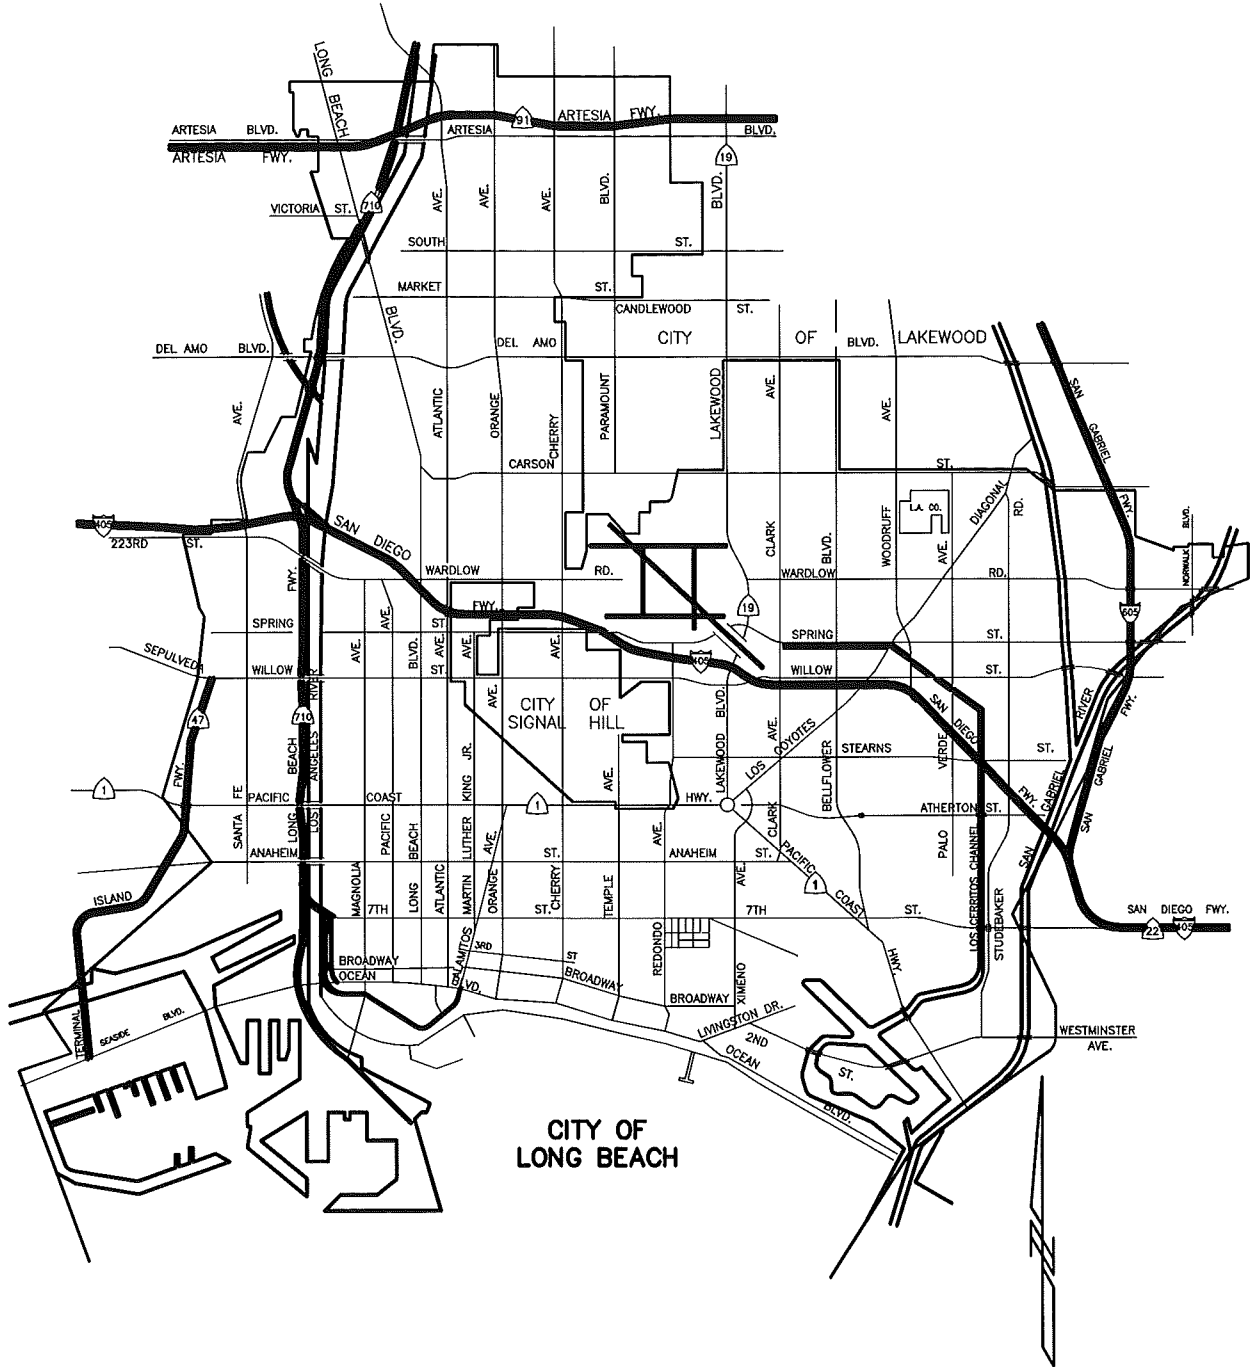 LONG BEACH BLVD.
ARTESIA BLVD.
ARTESIA FWY.
91
ARTESIA FWY.
ARTESIA BLVD.
19
BLVD.
710
VICTORIA ST.
AVE.
AVE.
AVE.
BLVD.
SOUTH ST.
MARKET ST.
CANDLEWOOD ST.
CITY OF LAKEWOOD
DEL AMO BLVD.
DEL AMO BLVD.
AVE.
ATLANTIC
ORANGE
AVE.
CHERRY
PARAMOUNT
LAKEWOOD
AVE.
AVE.
SAN GABRIEL FWY.
CARSON ST.
DIAGONAL
RD.
L.A. CO.
405
223RD ST.
SAN DIEGO FWY.
CLARK
BLVD.
WOODRUFF
AVE.
NORWALK BLVD.
FWY.
WARDLOW RD.
WARDLOW RD.
605
19
SPRING ST.
SPRING ST.
AVE.
AVE.
BLVD.
AVE.
AVE.
AVE.
SEPULVEDA
WILLOW ST.
405
WILLOW ST.
RIVER
AVE.
CITY OF
SIGNAL HILL
BLVD.
SAN DIEGO FWY.
RIVER
FWY.
47
710
FWY.
BEACH
ANGELES
LOS COYOTES
AVE.
BELLFLOWER
STEARNS ST.
VERDE
SAN GABRIEL
SAN GABRIEL
1
PACIFIC COAST
1
HWY.
LAKEWOOD
CLARK
ATHERTON ST.
SANTA FE
LONG
LOS
ANAHEIM ST.
ANAHEIM ST.
PACIFIC
1
COAST
HWY.
PALO
LOS CERRITOS CHANNEL
STUDEBAKER
ISLAND
MAGNOLIA
PACIFIC
LONG BEACH
ATLANTIC
MARTIN LUTHER KING JR.
ORANGE AVE.
CHERRY
TEMPLE AVE.
REDONDO AVE.
XIMENO AVE.
7TH ST.
7TH ST.
SAN DIEGO FWY.
22
405
ALAMITOS
3RD ST
BROADWAY
BROADWAY
BROADWAY
OCEAN BLVD.
TERMINAL
SEASIDE BLVD.
LIVINGSTON DR.
2ND ST.
OCEAN BLVD.
WESTMINSTER
AVE.
CITY OF
LONG BEACH